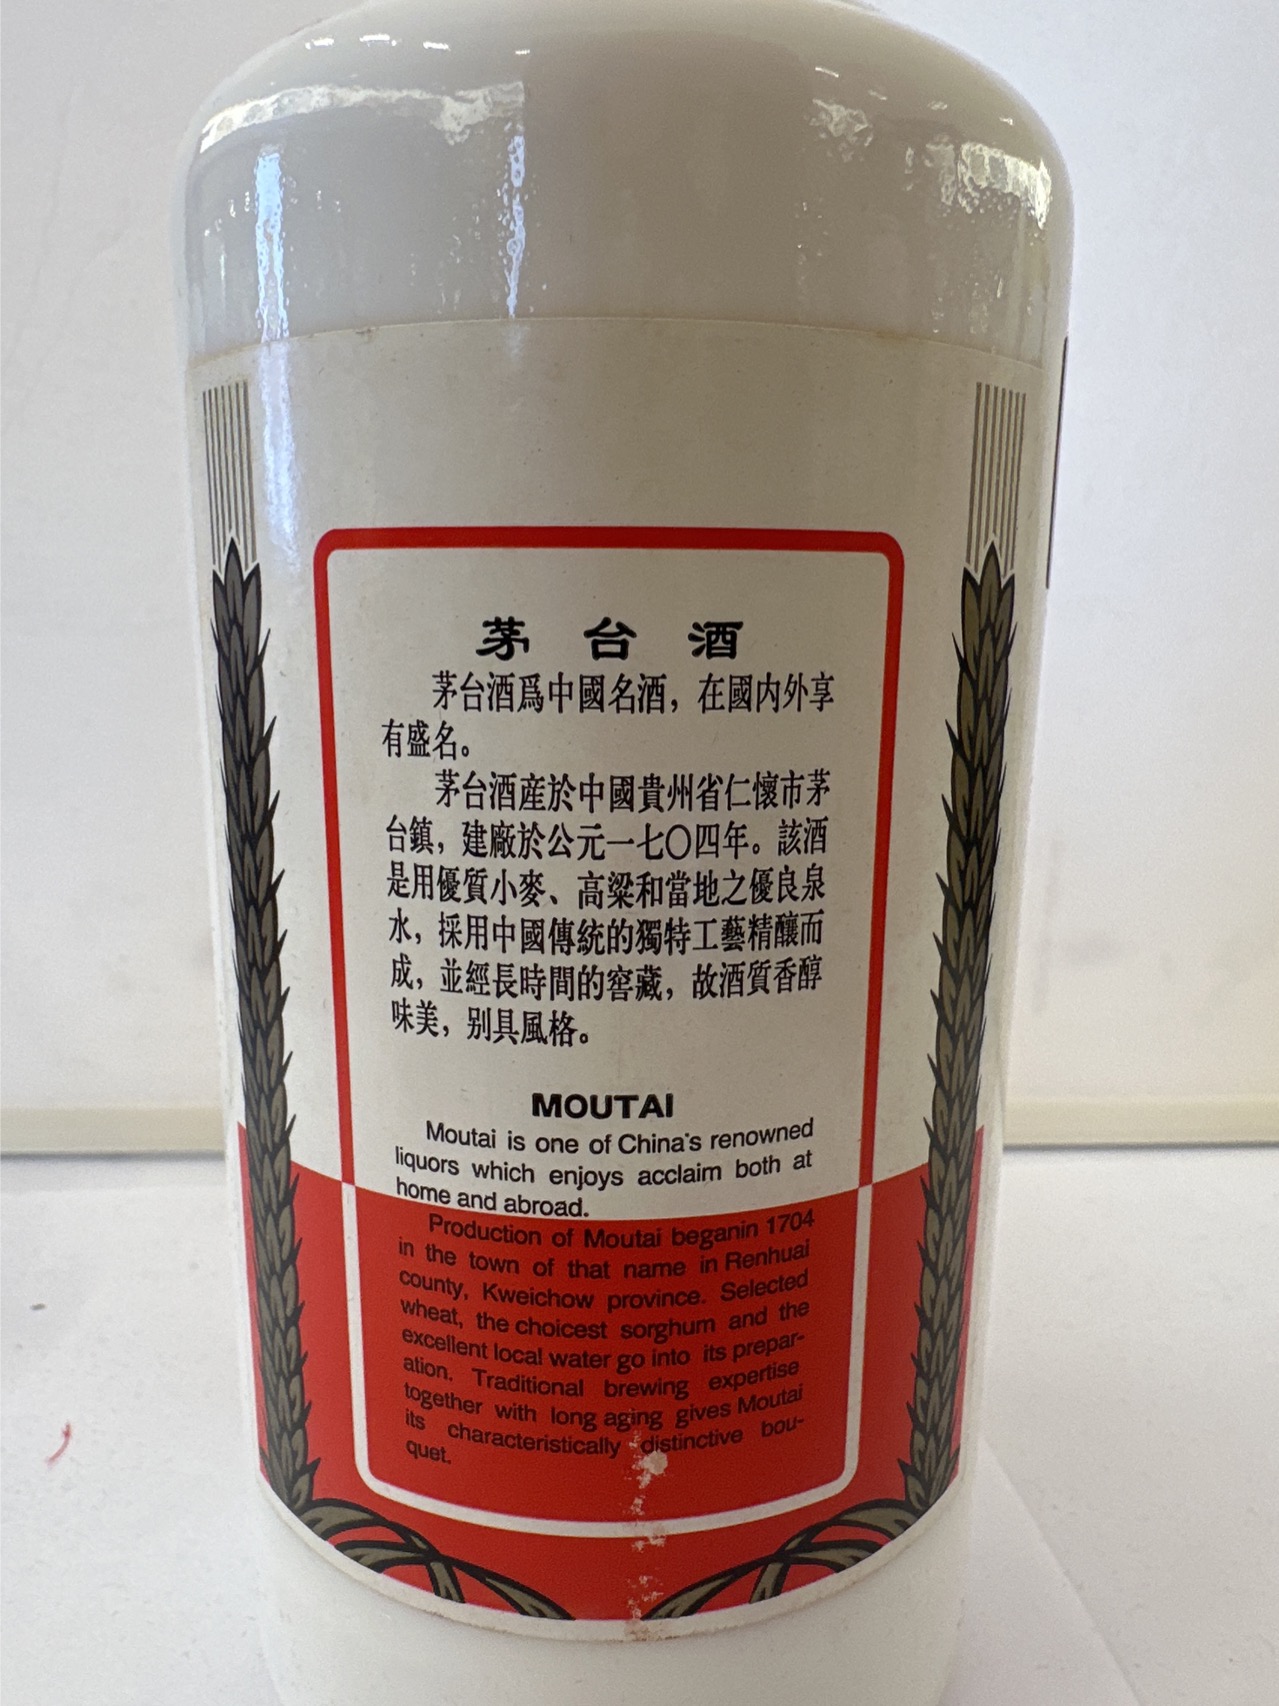 茅台酒
茅台酒爲中國名酒，在國内外享
有盛名。
茅台酒産於中國貴州省仁懷市茅
台鎮，建廠於公元一七〇四年。該酒
是用優質小麥、高粱和當地之優良泉
水，採用中國傳統的獨特工藝精釀而
成，並經長時間的窖藏，故酒質香醇
味美，别具風格。
MOUTAI
Moutai is one of China's renowned
liquors which enjoys acclaim both at
home and abroad.
Production of Moutai beganin 1704
in the town of that name in Renhuai
county, Kweichow province. Selected
wheat, the choicest sorghum and the
excellent local water go into its prepar-
ation. Traditional brewing expertise
together with long aging gives Moutai
its characteristically distinctive bou-
quet.